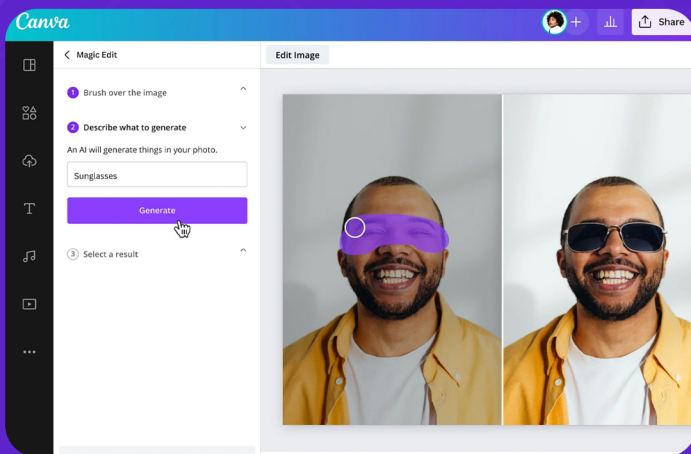 Canva
Share
Magic Edit
Edit Image
1 Brush over the image
2 Describe what to generate
An AI will generate things in your photo.
Sunglasses
Generate
3 Select a result